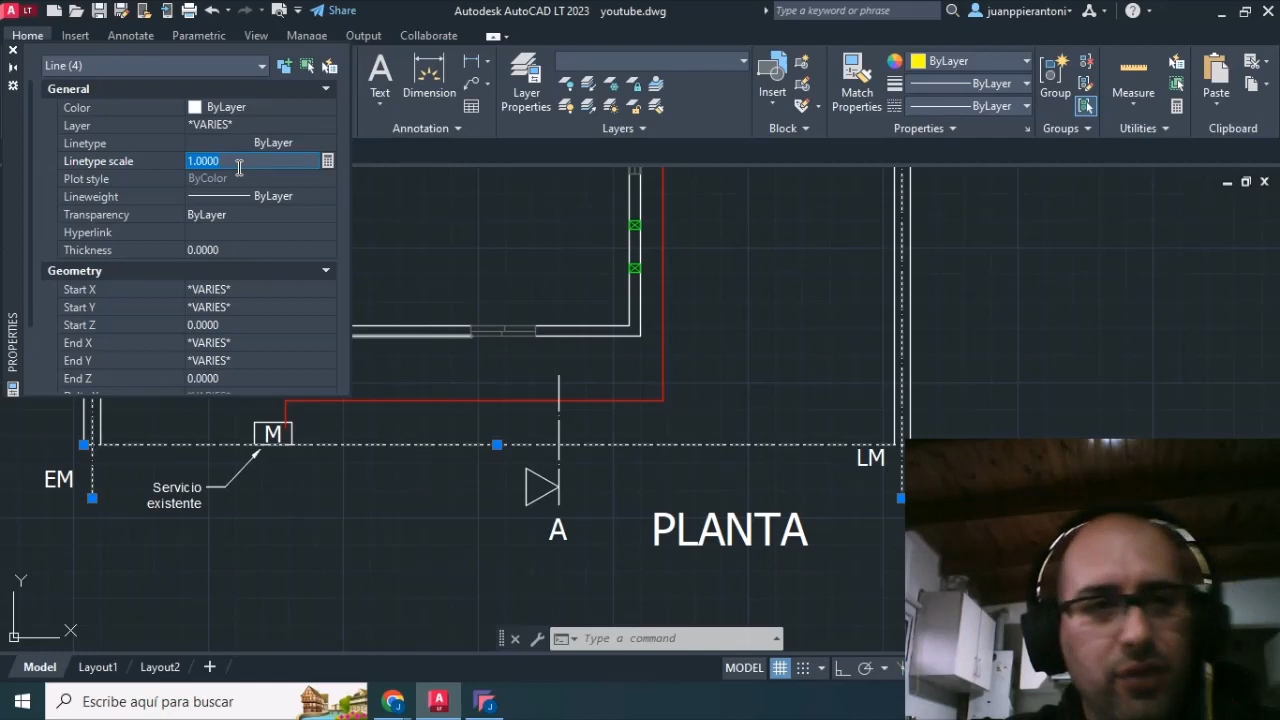 LT
Share
Autodesk AutoCAD LT 2023 youtube.dwg
Type a keyword or phrase
juanppierantoni
Home Insert Annotate Parametric View Manage Output Collaborate
Line (4)
General
Color ByLayer
Layer *VARIES*
Linetype ByLayer
Linetype scale 1.0000
Plot style ByColor
Lineweight ByLayer
Transparency ByLayer
Hyperlink
Thickness 0.0000
Geometry
Start X *VARIES*
Start Y *VARIES*
Start Z 0.0000
End X *VARIES*
End Y *VARIES*
End Z 0.0000
PROPERTIES
Text
Dimension
Annotation
Layer
Properties
Layers
Insert
Block
Match
Properties
ByLayer
ByLayer
ByLayer
Properties
Group
Groups
Measure
Utilities
Paste
Clipboard
M
EM
LM
Servicio
existente
A
PLANTA
Y
X
Type a command
Model Layout1 Layout2
MODEL
Escribe aquí para buscar